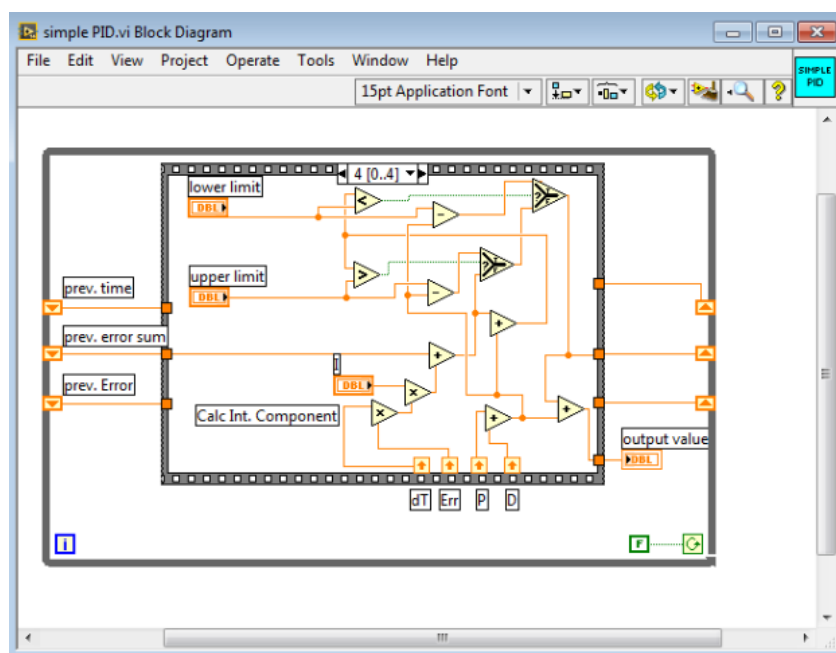 simple PID.vi Block Diagram
File Edit View Project Operate Tools Window Help
15pt Application Font
SIMPLE
PID
4 [0..4]
lower limit
DBL
upper limit
DBL
prev. time
prev. error sum
I
DBL
prev. Error
Calc Int. Component
output value
DBL
dT Err P D
i
F